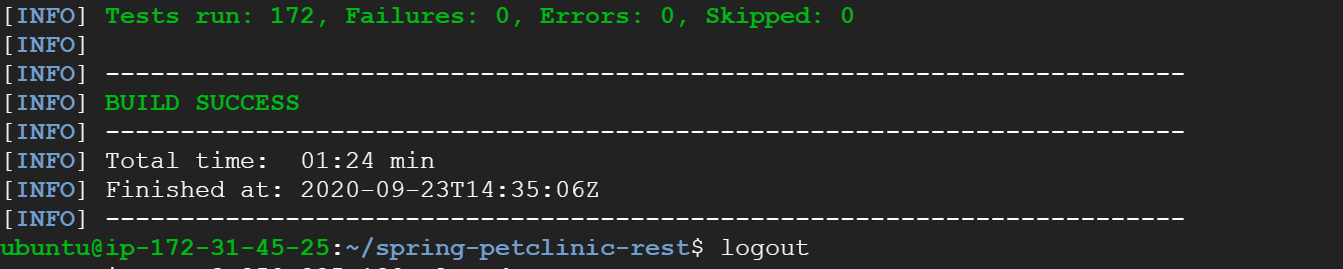 [INFO] Tests run: 172, Failures: 0, Errors: 0, Skipped: 0
[INFO]
[INFO] ------------------------------------------------------------------------
[INFO] BUILD SUCCESS
[INFO] ------------------------------------------------------------------------
[INFO] Total time:  01:24 min
[INFO] Finished at: 2020-09-23T14:35:06Z
[INFO] ------------------------------------------------------------------------
ubuntu@ip-172-31-45-25:~/spring-petclinic-rest$ logout